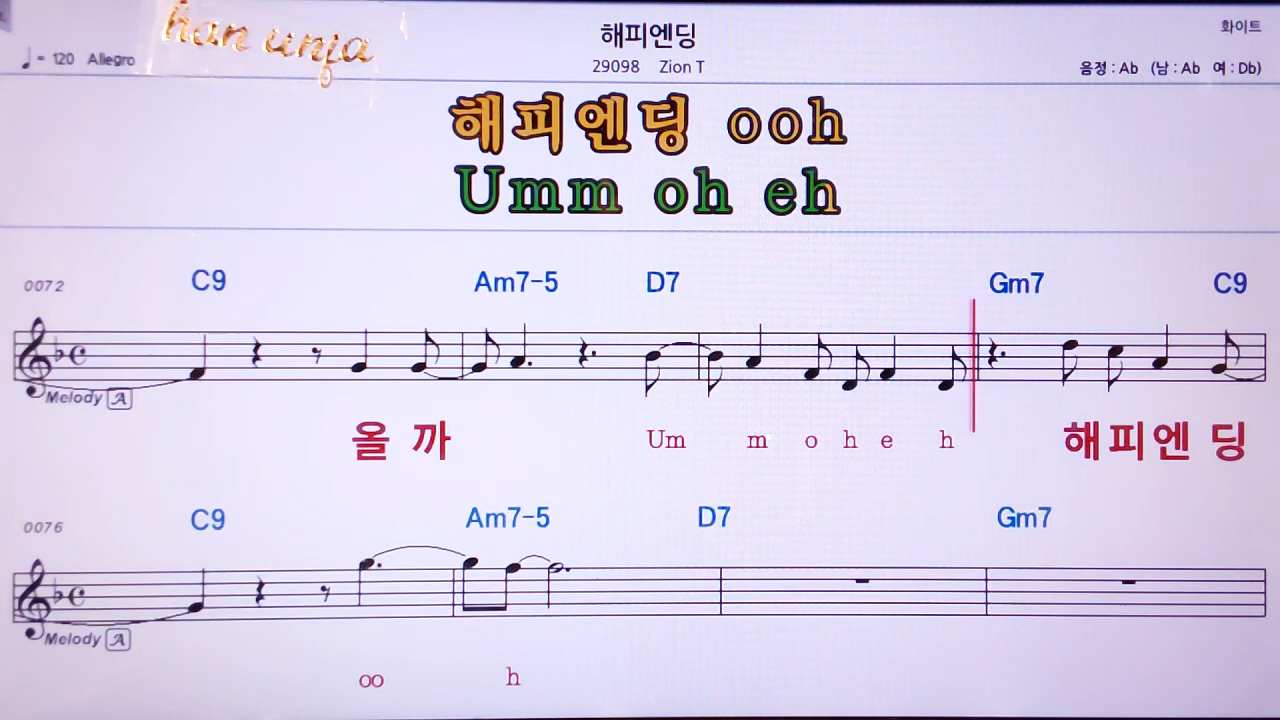 han unja
해피엔딩
화이트
♩= 120 Allegro
29098 Zion T
음정 : Ab (남 : Ab 여 : Db)
해피엔딩 ooh
Umm oh eh
0072 C9 Am7-5 D7 Gm7 C9
Melody A
올 까 Um m o h e h 해 피 엔 딩
0076 C9 Am7-5 D7 Gm7
Melody A
oo h